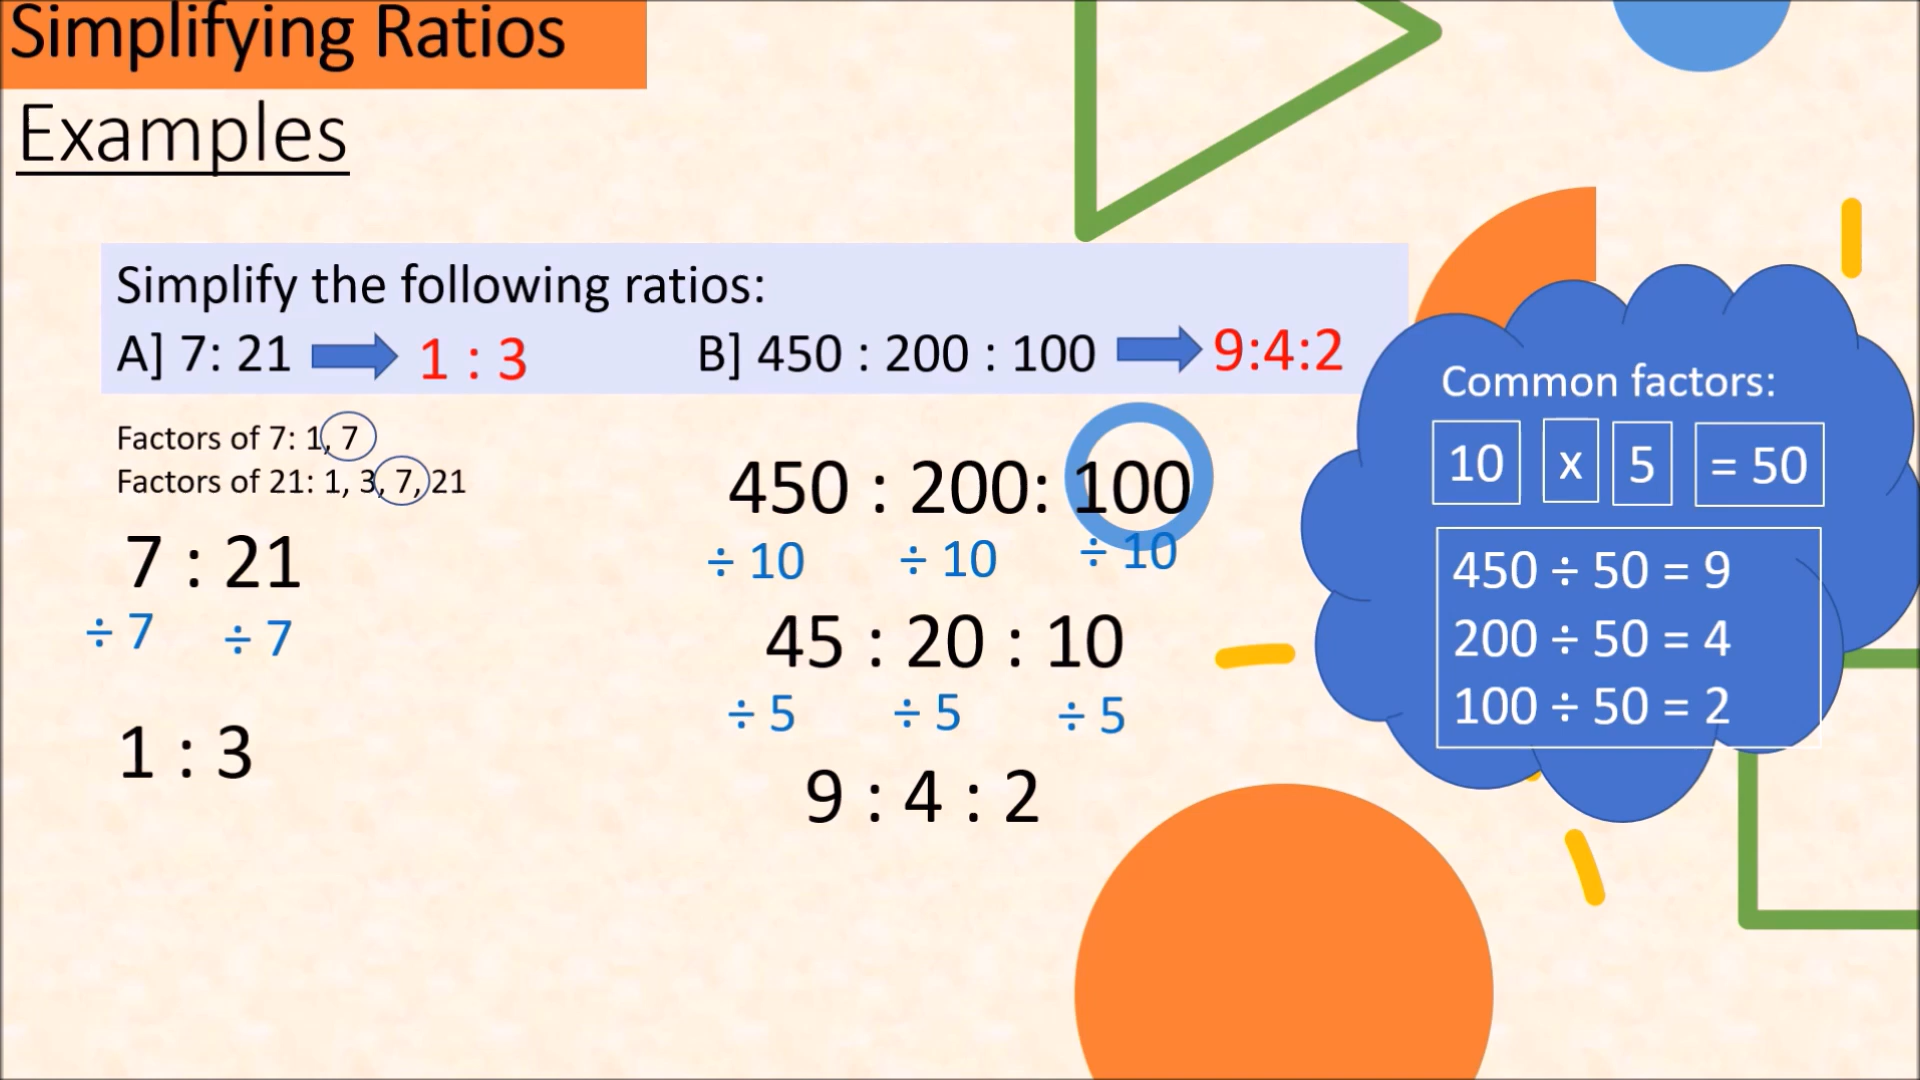 Simplifying Ratios
Examples
Simplify the following ratios:
A] 7: 21 1 : 3 B] 450 : 200 : 100 9:4:2
Factors of 7: 1, 7
Factors of 21: 1, 3, 7, 21
7 : 21
÷ 7 ÷ 7
1 : 3
450 : 200: 100
÷ 10 ÷ 10 ÷ 10
45 : 20 : 10
÷ 5 ÷ 5 ÷ 5
9 : 4 : 2
Common factors:
10 x 5 = 50
450 ÷ 50 = 9
200 ÷ 50 = 4
100 ÷ 50 = 2